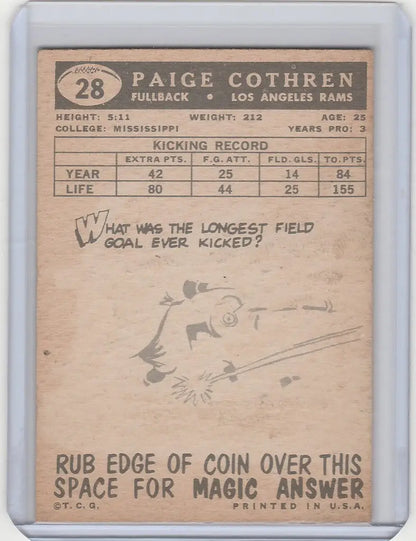 28
PAIGE COTHREN
FULLBACK • LOS ANGELES RAMS
HEIGHT: 5:11 WEIGHT: 212 AGE: 25
COLLEGE: MISSISSIPPI YEARS PRO: 3
KICKING RECORD
EXTRA PTS. F.G. ATT. FLD. GLS. TO. PTS.
YEAR 42 25 14 84
LIFE 80 44 25 155
WHAT WAS THE LONGEST FIELD
GOAL EVER KICKED?
RUB EDGE OF COIN OVER THIS
SPACE FOR MAGIC ANSWER
©T.C.G. PRINTED IN U.S.A.